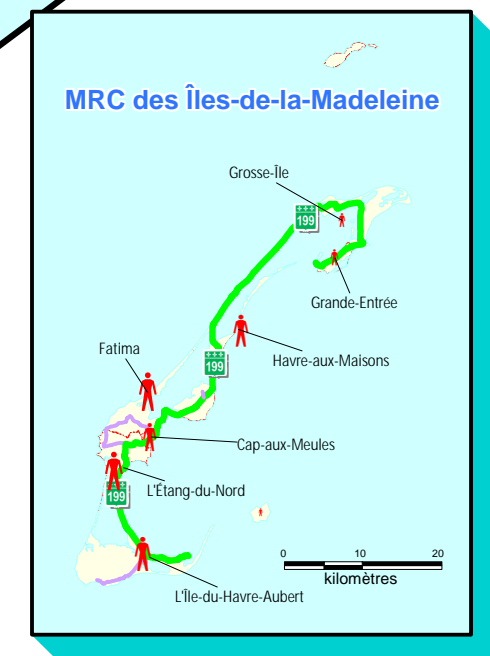 MRC des Îles-de-la-Madeleine
Grosse-Île
199
Grande-Entrée
Havre-aux-Maisons
Fatima
199
Cap-aux-Meules
L'Étang-du-Nord
199
0 10 20
kilomètres
L'Île-du-Havre-Aubert